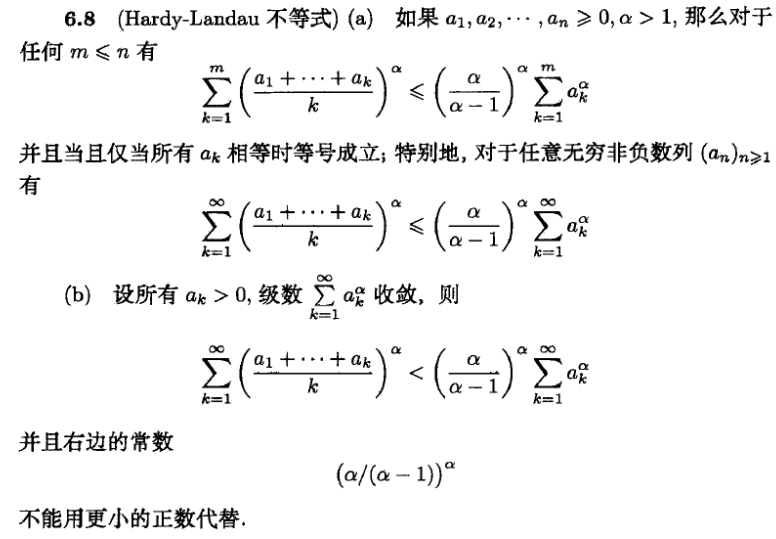 6.8 (Hardy-Landau 不等式) (a) 如果 $a_1, a_2, \cdots, a_n \geqslant 0, \alpha > 1$, 那么对于
任何 $m \leqslant n$ 有
$$\sum_{k=1}^{m} \left( \frac{a_1 + \cdots + a_k}{k} \right)^{\alpha} \leqslant \left( \frac{\alpha}{\alpha - 1} \right)^{\alpha} \sum_{k=1}^{m} a_k^{\alpha}$$
并且当且仅当所有 $a_k$ 相等时等号成立; 特别地, 对于任意无穷非负数列 $(a_n)_{n \geqslant 1}$
有
$$\sum_{k=1}^{\infty} \left( \frac{a_1 + \cdots + a_k}{k} \right)^{\alpha} \leqslant \left( \frac{\alpha}{\alpha - 1} \right)^{\alpha} \sum_{k=1}^{\infty} a_k^{\alpha}$$
(b) 设所有 $a_k > 0$, 级数 $\sum_{k=1}^{\infty} a_k^{\alpha}$ 收敛, 则
$$\sum_{k=1}^{\infty} \left( \frac{a_1 + \cdots + a_k}{k} \right)^{\alpha} < \left( \frac{\alpha}{\alpha - 1} \right)^{\alpha} \sum_{k=1}^{\infty} a_k^{\alpha}$$
并且右边的常数
$$(\alpha/(\alpha - 1))^{\alpha}$$
不能用更小的正数代替.